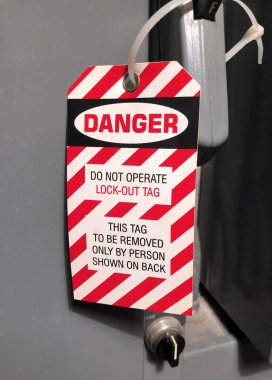 DANGER
DO NOT OPERATE
LOCK-OUT TAG
THIS TAG
TO BE REMOVED
ONLY BY PERSON
SHOWN ON BACK